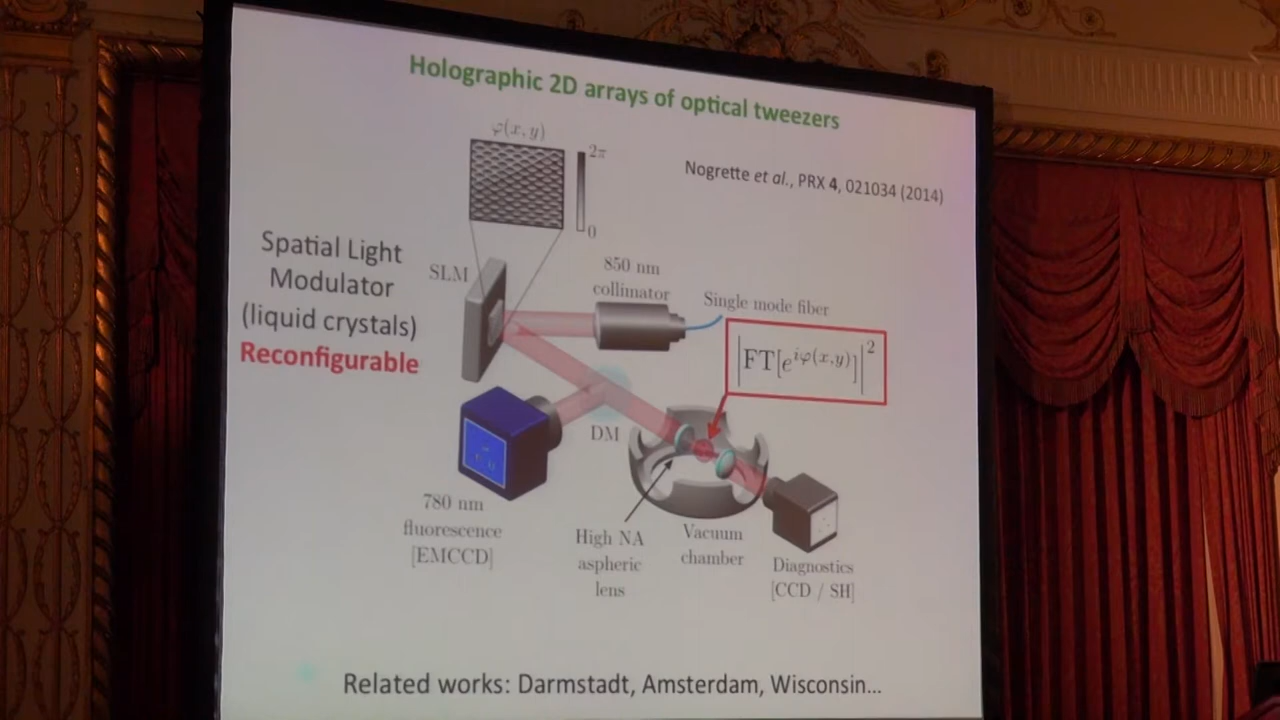 Holographic 2D arrays of optical tweezers
φ(x, y)
2π
0
Nogrette et al., PRX 4, 021034 (2014)
Spatial Light
Modulator
(liquid crystals)
Reconfigurable
SLM
850 nm
collimator
Single mode fiber
|FT[e^{iφ(x,y)}]|²
DM
780 nm
fluorescence
[EMCCD]
High NA
aspheric
lens
Vacuum
chamber
Diagnostics
[CCD / SH]
Related works: Darmstadt, Amsterdam, Wisconsin...